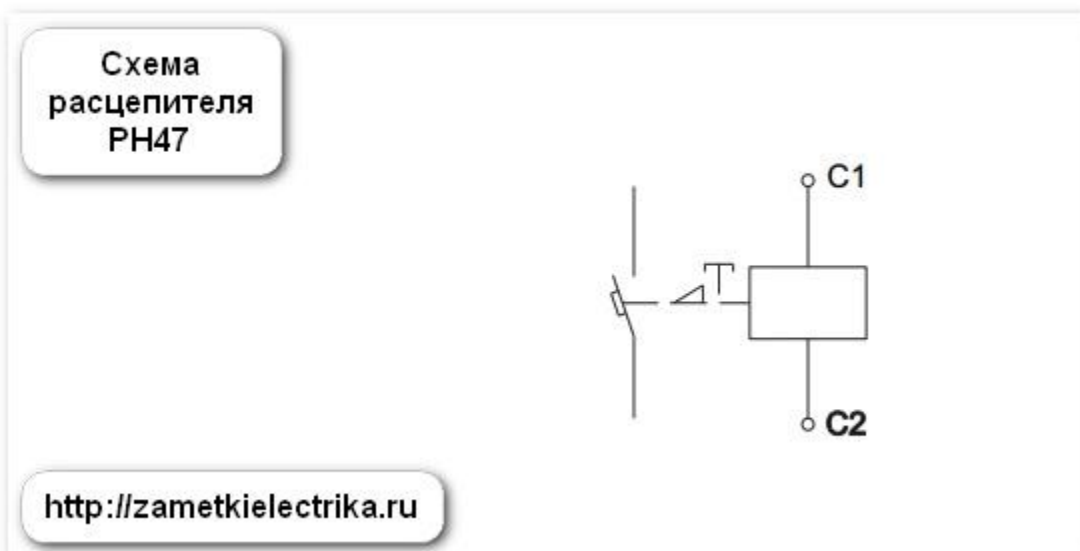 Схема
расцепителя
РН47
C1
C2
http://zametkielectrika.ru